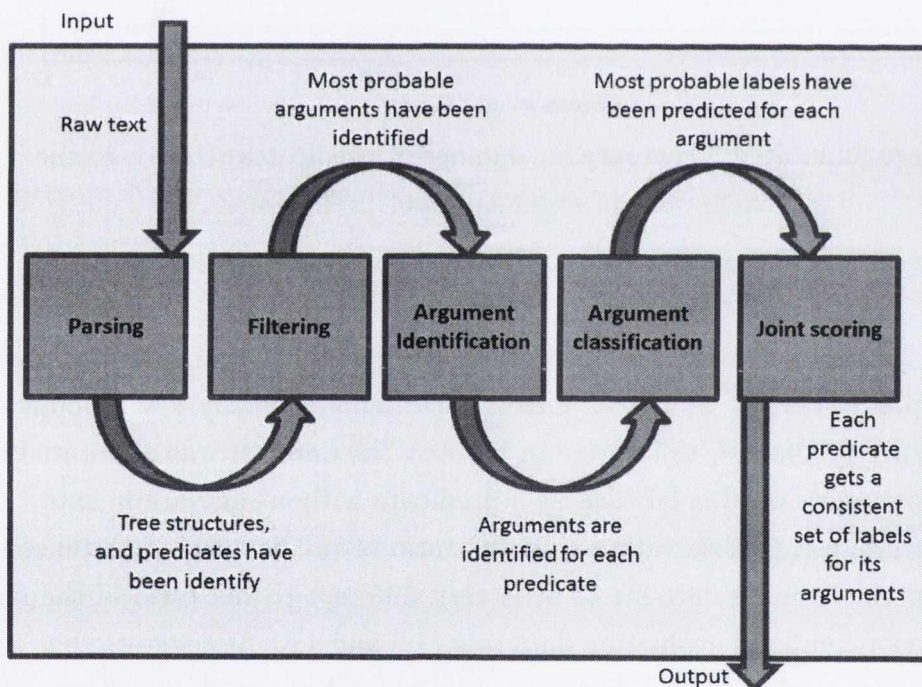 Input
Raw text
Most probable
arguments have been
identified
Most probable labels have
been predicted for each
argument
Parsing
Filtering
Argument
Identification
Argument
classification
Joint scoring
Tree structures,
and predicates have
been identify
Arguments are
identified for each
predicate
Each
predicate
gets a
consistent
set of labels
for its
arguments
Output